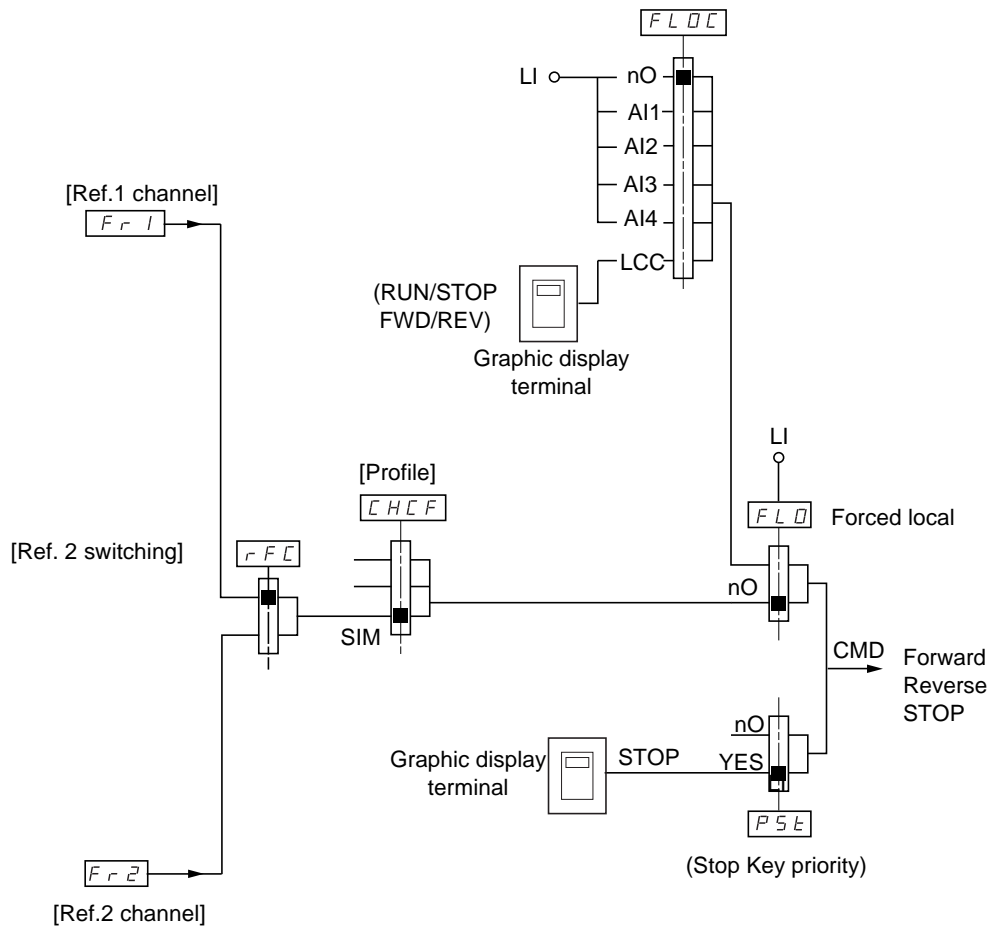 FLOC
LI
nO
AI1
AI2
AI3
AI4
LCC
[Ref.1 channel]
Fr1
(RUN/STOP
FWD/REV)
Graphic display
terminal
LI
[Profile]
CHCF
FLO
Forced local
[Ref. 2 switching]
rFC
nO
SIM
CMD
Forward
Reverse
STOP
nO
Graphic display
terminal
STOP
YES
LI
PSt
(Stop Key priority)
Fr2
[Ref.2 channel]